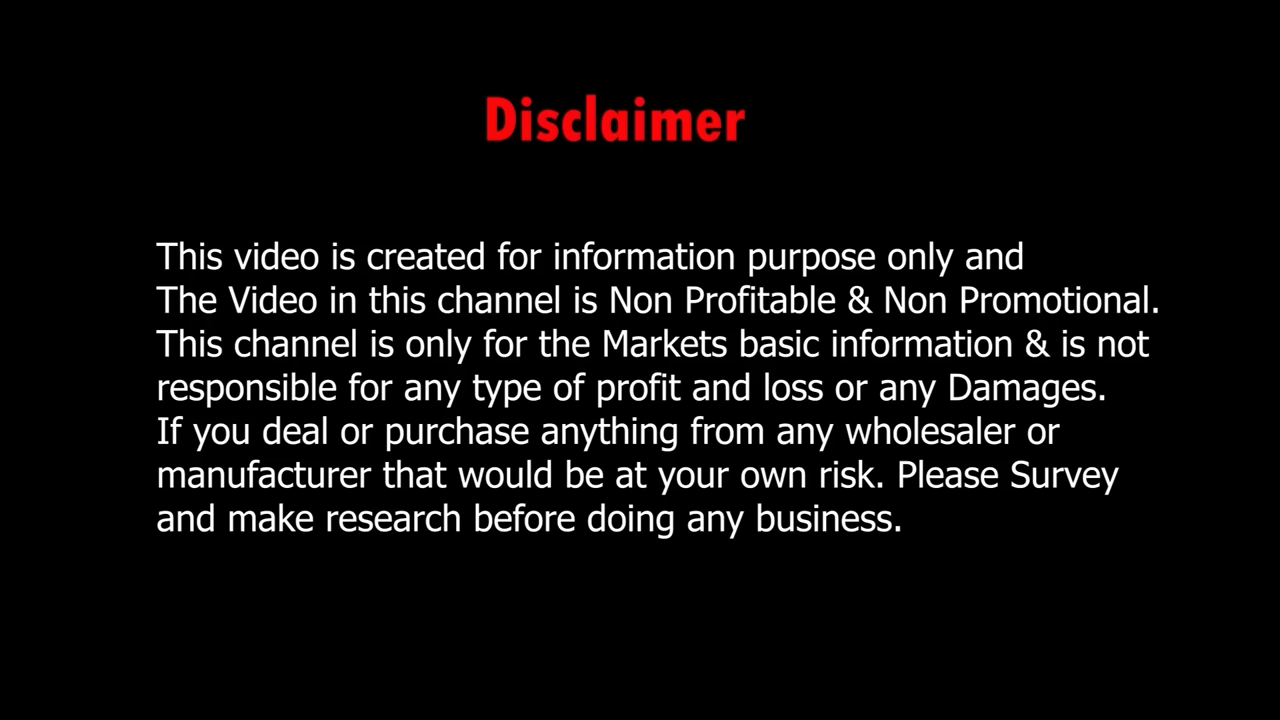 Disclaimer
This video is created for information purpose only and
The Video in this channel is Non Profitable & Non Promotional.
This channel is only for the Markets basic information & is not
responsible for any type of profit and loss or any Damages.
If you deal or purchase anything from any wholesaler or
manufacturer that would be at your own risk. Please Survey
and make research before doing any business.